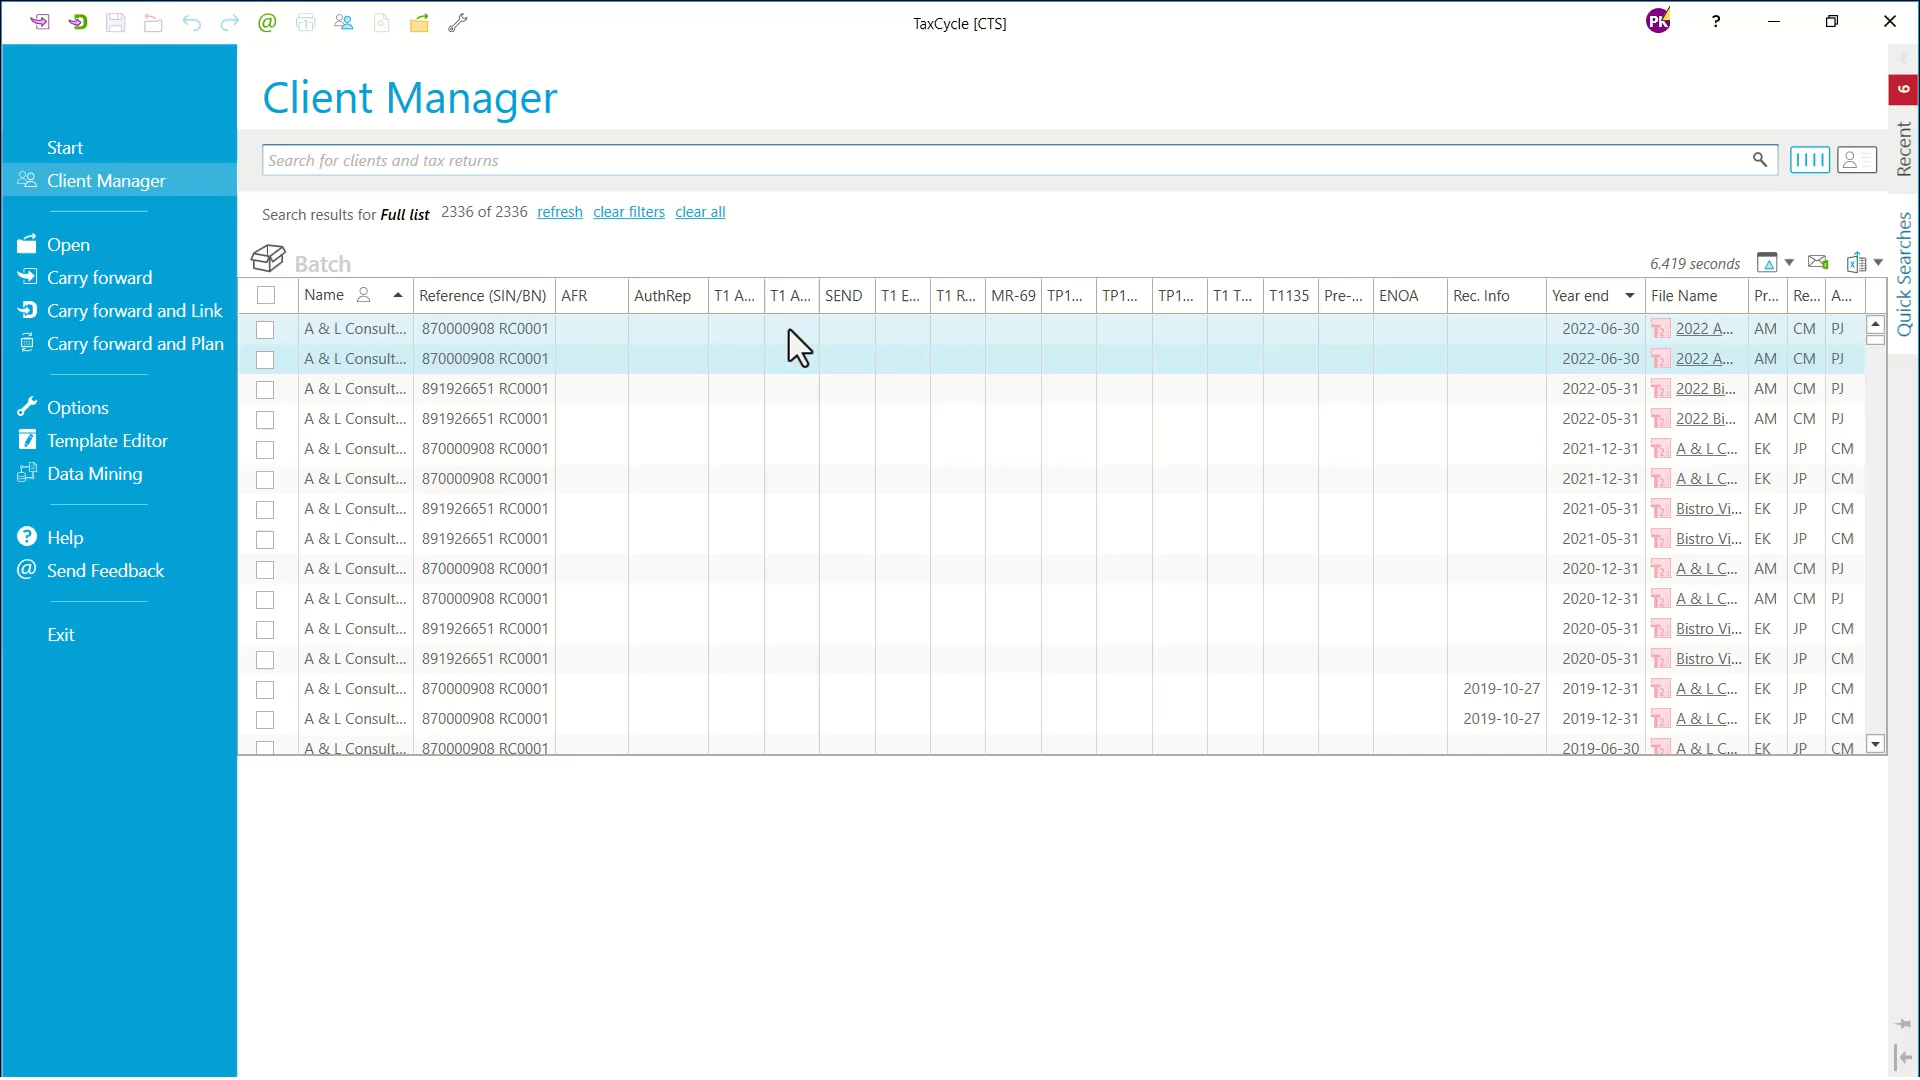 TaxCycle [CTS]
PK
?
Client Manager
Start
Client Manager
Open
Carry forward
Carry forward and Link
Carry forward and Plan
Options
Template Editor
Data Mining
Help
Send Feedback
Exit
Search for clients and tax returns
Search results for Full list 2336 of 2336 refresh clear filters clear all
Batch
6.419 seconds
Name Reference (SIN/BN) AFR AuthRep T1 A... T1 A... SEND T1 E... T1 R... MR-69 TP1... TP1... TP1... T1 T... T1135 Pre-... ENOA Rec. Info Year end File Name Pr... Re... A...
A & L Consult... 870000908 RC0001 2022-06-30 2022 A... AM CM PJ
A & L Consult... 870000908 RC0001 2022-06-30 2022 A... AM CM PJ
A & L Consult... 891926651 RC0001 2022-05-31 2022 Bi... AM CM PJ
A & L Consult... 891926651 RC0001 2022-05-31 2022 Bi... AM CM PJ
A & L Consult... 870000908 RC0001 2021-12-31 A & L C... EK JP CM
A & L Consult... 870000908 RC0001 2021-12-31 A & L C... EK JP CM
A & L Consult... 891926651 RC0001 2021-05-31 Bistro Vi... EK JP CM
A & L Consult... 891926651 RC0001 2021-05-31 Bistro Vi... EK JP CM
A & L Consult... 870000908 RC0001 2020-12-31 A & L C... AM CM PJ
A & L Consult... 870000908 RC0001 2020-12-31 A & L C... AM CM PJ
A & L Consult... 891926651 RC0001 2020-05-31 Bistro Vi... EK JP CM
A & L Consult... 891926651 RC0001 2020-05-31 Bistro Vi... EK JP CM
A & L Consult... 870000908 RC0001 2019-10-27 2019-12-31 A & L C... EK JP CM
A & L Consult... 870000908 RC0001 2019-10-27 2019-12-31 A & L C... EK JP CM
A & L Consult... 870000908 RC0001 2019-06-30 A & L C... EK JP CM
6
Recent
Quick Searches